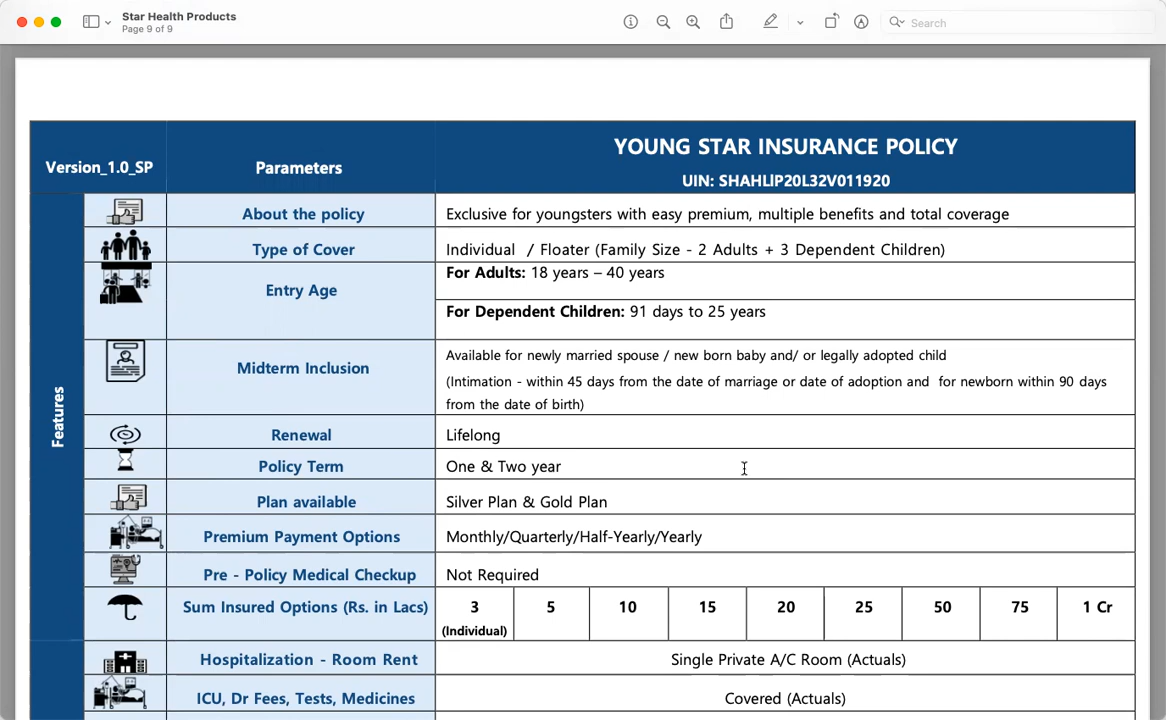 Star Health Products
Page 9 of 9
Search
Version_1.0_SP
Parameters
YOUNG STAR INSURANCE POLICY
UIN: SHAHLIP20L32V011920
Features
About the policy
Exclusive for youngsters with easy premium, multiple benefits and total coverage
Type of Cover
Individual / Floater (Family Size - 2 Adults + 3 Dependent Children)
Entry Age
For Adults: 18 years – 40 years
For Dependent Children: 91 days to 25 years
Midterm Inclusion
Available for newly married spouse / new born baby and/ or legally adopted child
(Intimation - within 45 days from the date of marriage or date of adoption and for newborn within 90 days
from the date of birth)
Renewal
Lifelong
Policy Term
One & Two year
Plan available
Silver Plan & Gold Plan
Premium Payment Options
Monthly/Quarterly/Half-Yearly/Yearly
Pre - Policy Medical Checkup
Not Required
Sum Insured Options (Rs. in Lacs)
3 5 10 15 20 25 50 75 1 Cr
(Individual)
Hospitalization - Room Rent
Single Private A/C Room (Actuals)
ICU, Dr Fees, Tests, Medicines
Covered (Actuals)